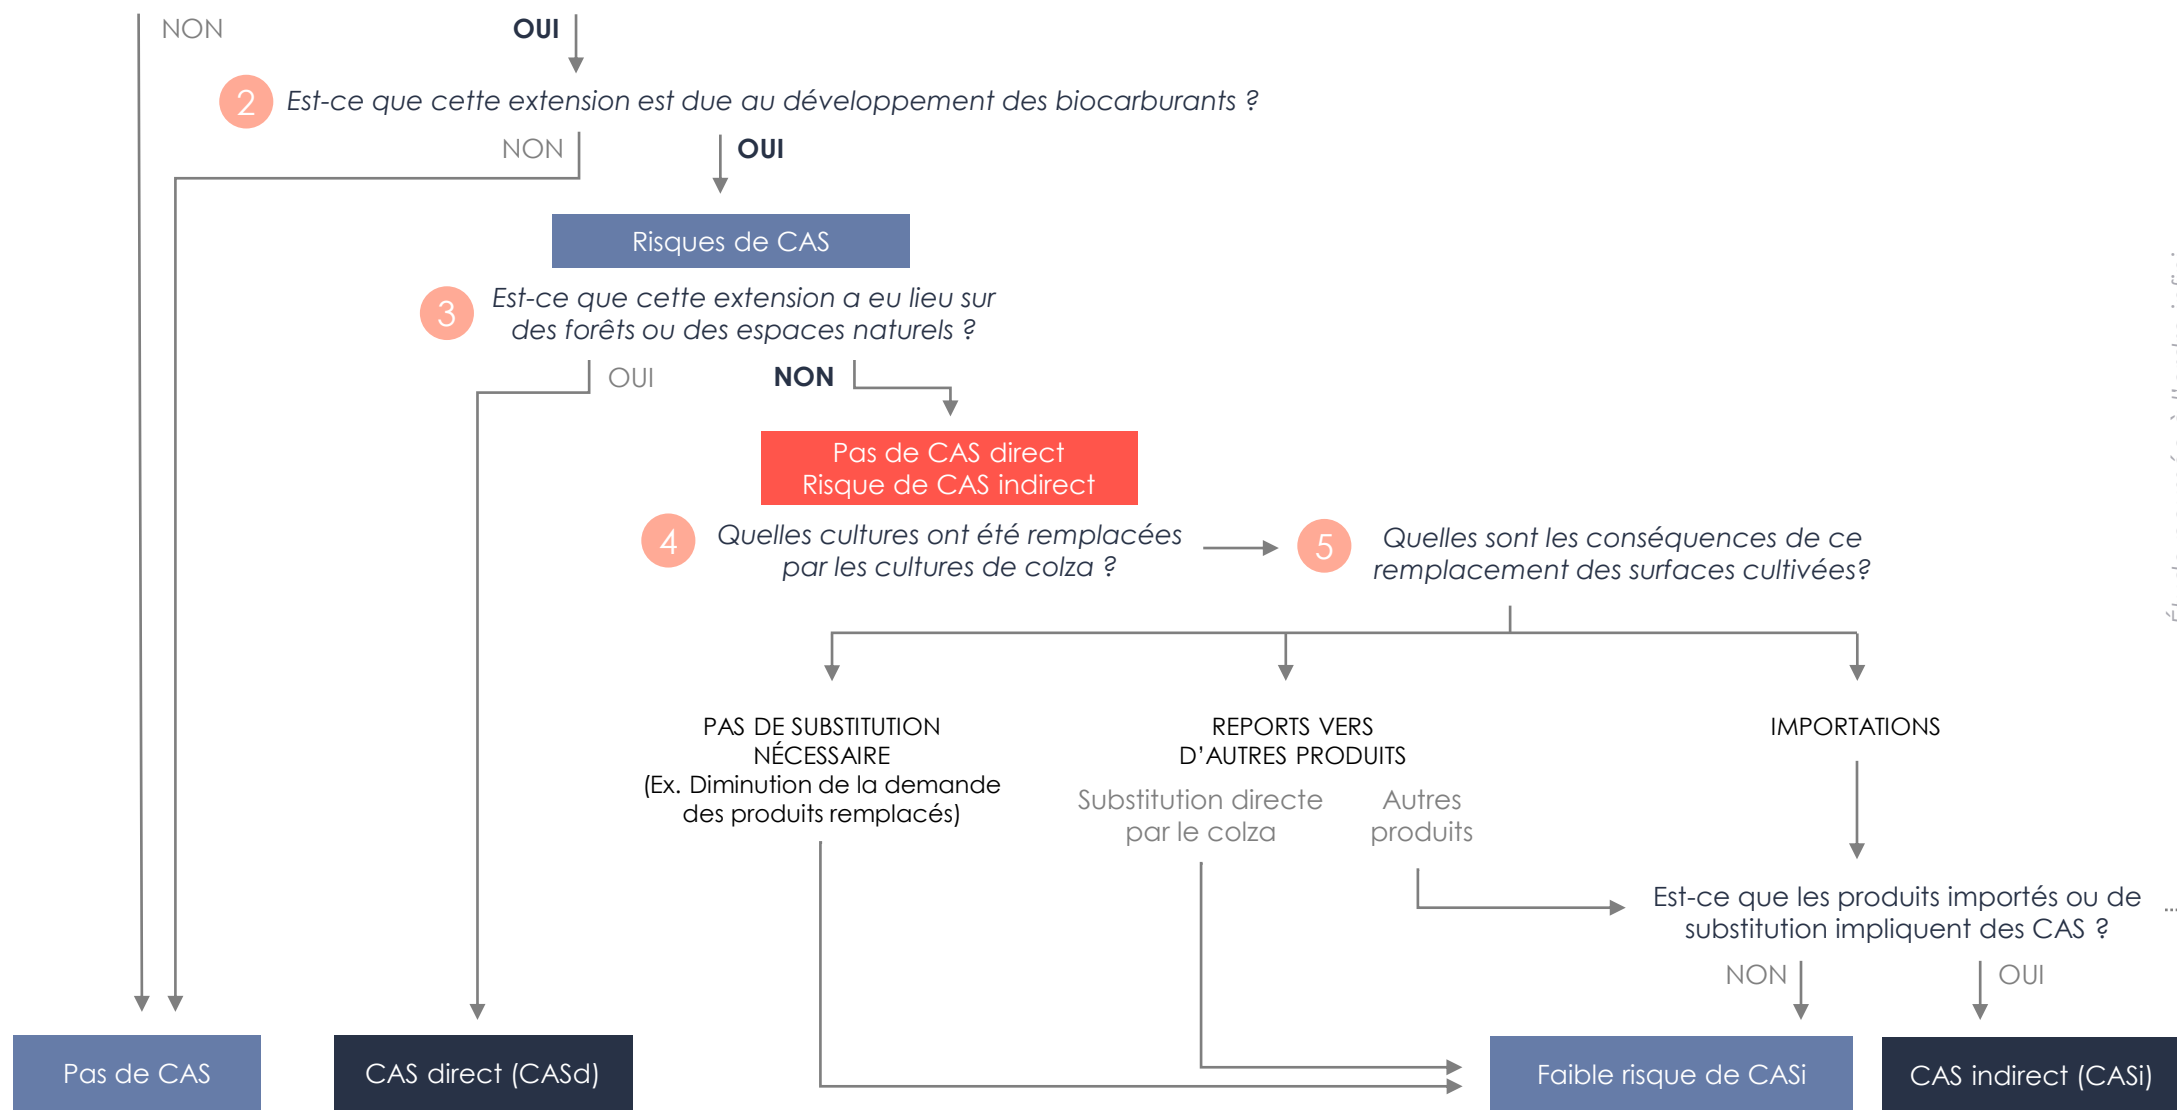 NON
OUI
2
Est-ce que cette extension est due au développement des biocarburants ?
NON
OUI
Risques de CAS
3
Est-ce que cette extension a eu lieu sur
des forêts ou des espaces naturels ?
OUI
NON
Pas de CAS direct
Risque de CAS indirect
4
Quelles cultures ont été remplacées
par les cultures de colza ?
5
Quelles sont les conséquences de ce
remplacement des surfaces cultivées?
PAS DE SUBSTITUTION
NÉCESSAIRE
(Ex. Diminution de la demande
des produits remplacés)
REPORTS VERS
D'AUTRES PRODUITS
Substitution directe
par le colza
Autres
produits
IMPORTATIONS
Est-ce que les produits importés ou de
substitution impliquent des CAS ?
NON
OUI
Pas de CAS
CAS direct (CASd)
Faible risque de CASi
CAS indirect (CASi)